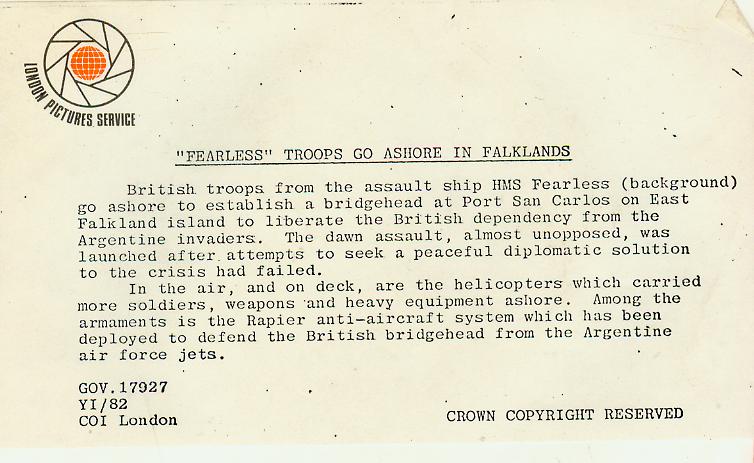 LONDON PICTURES SERVICE
"FEARLESS" TROOPS GO ASHORE IN FALKLANDS
British troops from the assault ship HMS Fearless (background)
go ashore to establish a bridgehead at Port San Carlos on East
Falkland island to liberate the British dependency from the
Argentine invaders. The dawn assault, almost unopposed, was
launched after attempts to seek a peaceful diplomatic solution
to the crisis had failed.
In the air, and on deck, are the helicopters which carried
more soldiers, weapons and heavy equipment ashore. Among the
armaments is the Rapier anti-aircraft system which has been
deployed to defend the British bridgehead from the Argentine
air force jets.
GOV.17927
YI/82
COI London
CROWN COPYRIGHT RESERVED